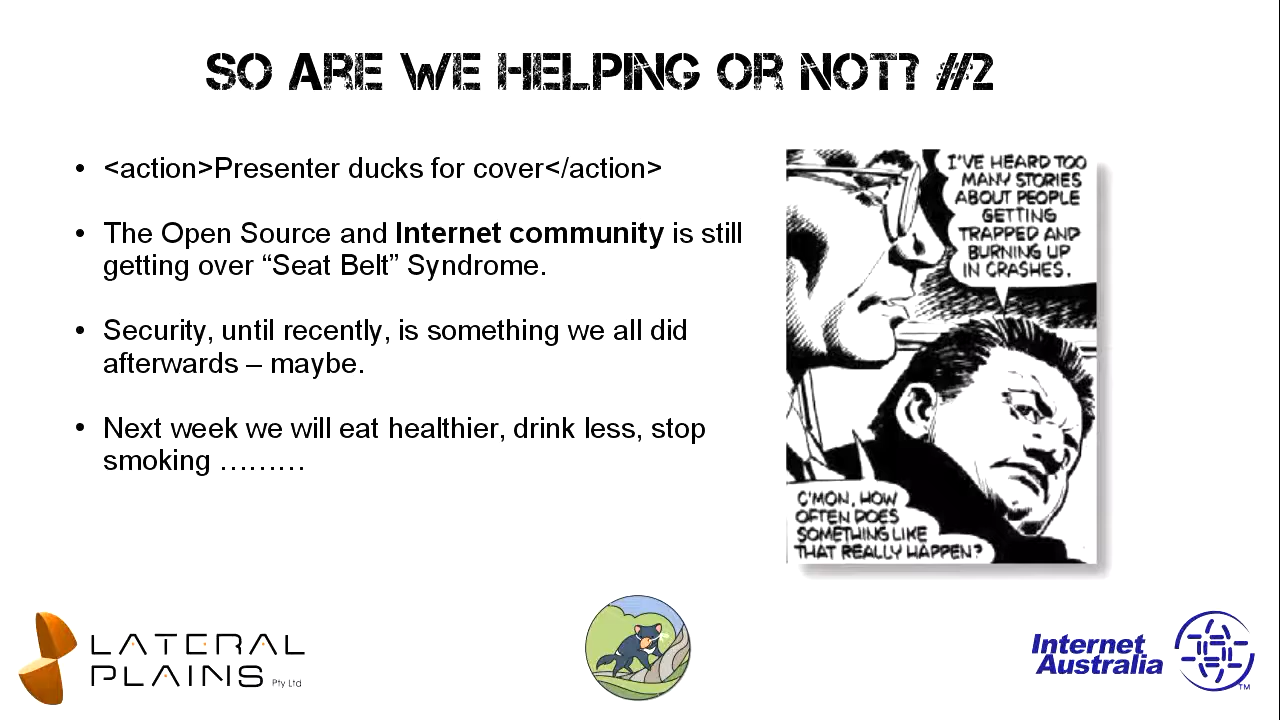 SO ARE WE HELPING OR NOT? #2
• <action>Presenter ducks for cover</action>
• The Open Source and Internet community is still
getting over “Seat Belt” Syndrome.
• Security, until recently, is something we all did
afterwards – maybe.
• Next week we will eat healthier, drink less, stop
smoking ………
I'VE HEARD TOO
MANY STORIES
ABOUT PEOPLE
GETTING
TRAPPED AND
BURNING UP
IN CRASHES.
C'MON, HOW
OFTEN DOES
SOMETHING LIKE
THAT REALLY HAPPEN?
LATERAL
PLAINS Pty Ltd
Internet
Australia
TM